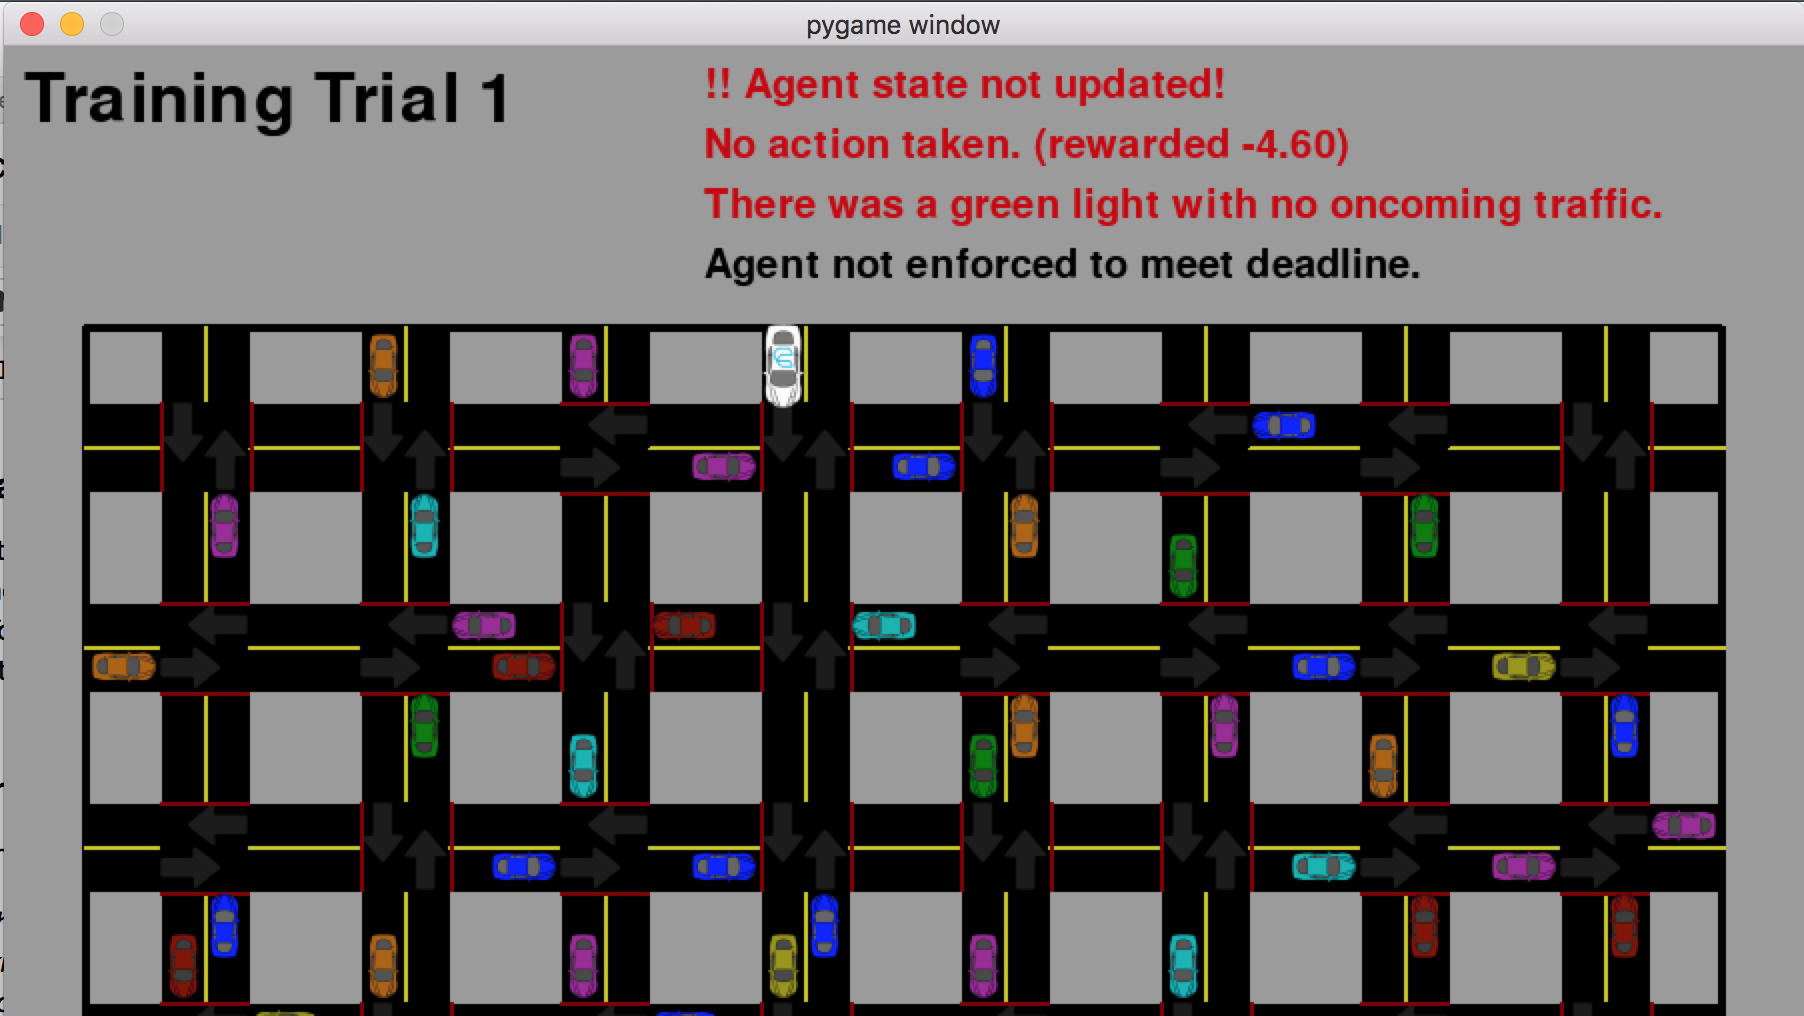 pygame window
Training Trial 1
!! Agent state not updated!
No action taken. (rewarded -4.60)
There was a green light with no oncoming traffic.
Agent not enforced to meet deadline.